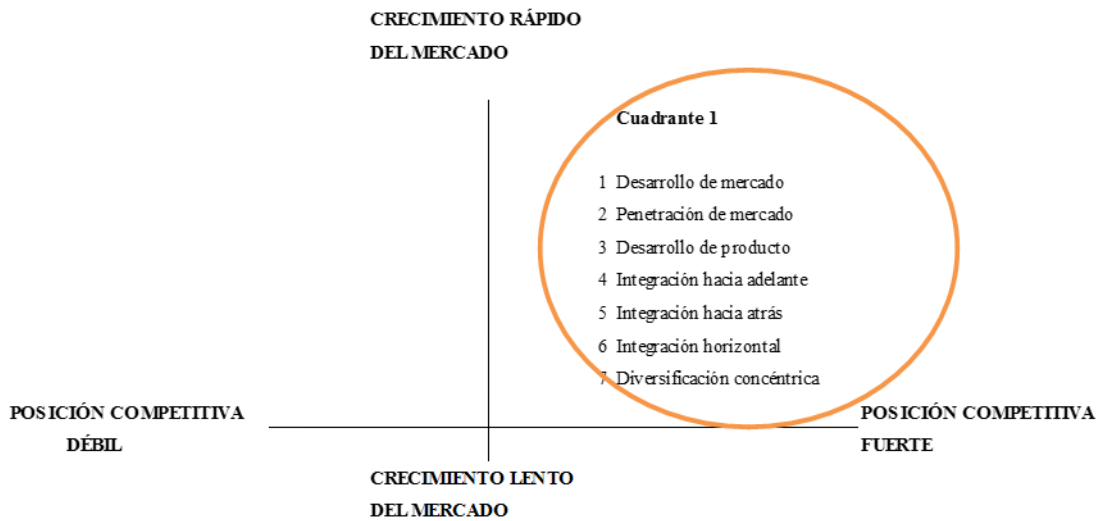 CRECIMIENTO RÁPIDO
DEL MERCADO
Cuadrante 1
1 Desarrollo de mercado
2 Penetración de mercado
3 Desarrollo de producto
4 Integración hacia adelante
5 Integración hacia atrás
6 Integración horizontal
7 Diversificación concéntrica
POSICIÓN COMPETITIVA
DÉBIL
POSICIÓN COMPETITIVA
FUERTE
CRECIMIENTO LENTO
DEL MERCADO